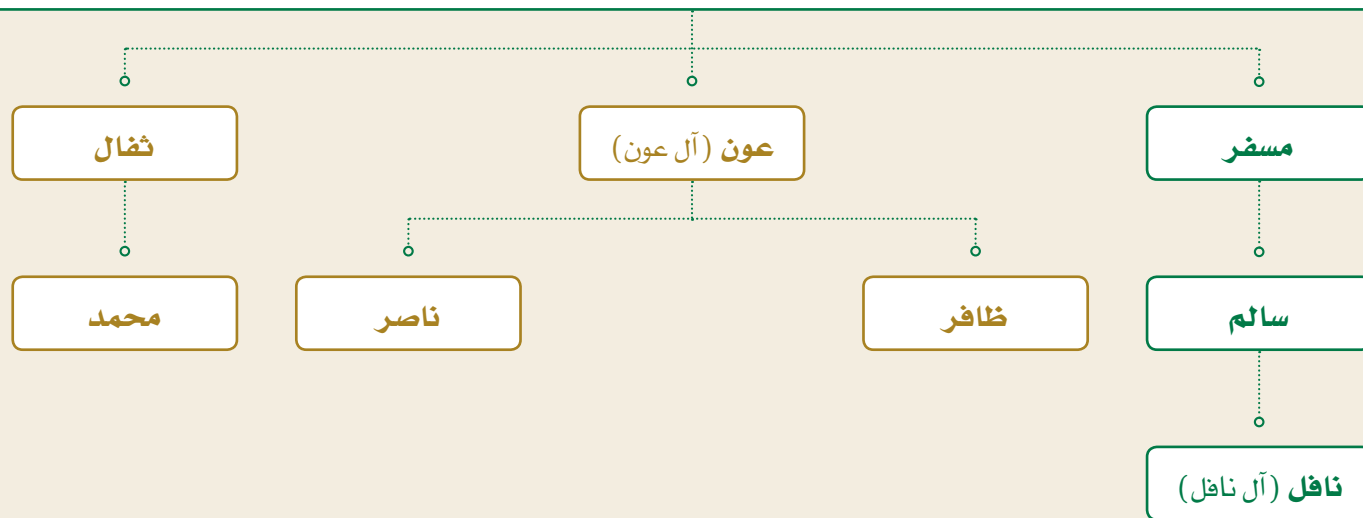 مسفر
عون (آل عون)
ثفال
سالم
ظافر
ناصر
محمد
نافل (آل نافل)